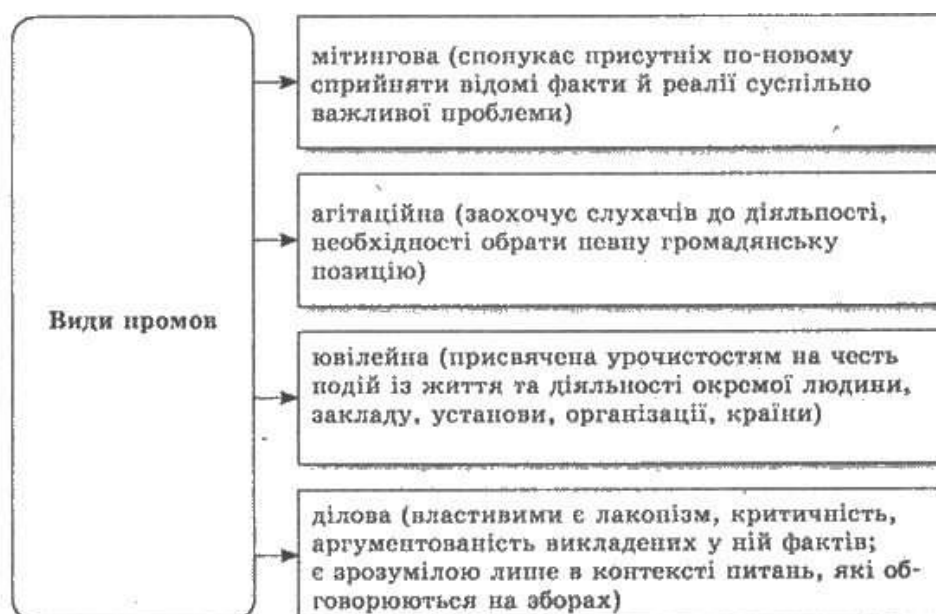 Види промов
мітингова (спонукає присутніх по-новому
сприйняти відомі факти й реалії суспільно
важливої проблеми)
агітаційна (заохочує слухачів до діяльності,
необхідності обрати певну громадянську
позицію)
ювілейна (присвячена урочистостям на честь
подій із життя та діяльності окремої людини,
закладу, установи, організації, країни)
ділова (властивими є лаконізм, критичність,
аргументованість викладених у ній фактів;
є зрозумілою лише в контексті питань, які об-
говорюються на зборах)